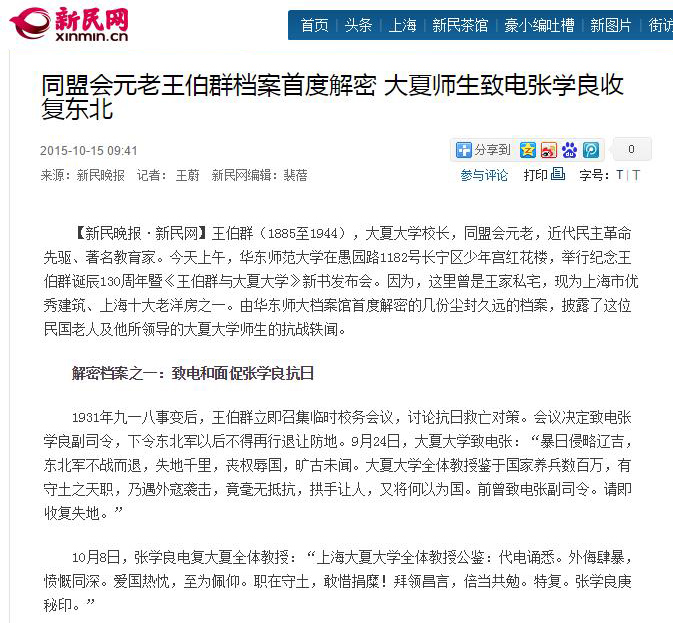 新民网
xinmin.cn
首页 头条 上海 新民茶馆 豪小编吐槽 新图片 街访
同盟会元老王伯群档案首度解密 大夏师生致电张学良收
复东北
2015-10-15 09:41
分享到 0
来源：新民晚报 记者： 王蔚 新民网编辑：裴蓓
参与评论 打印 字号：T|T
【新民晚报·新民网】王伯群（1885至1944），大夏大学校长，同盟会元老，近代民主革命
先驱、著名教育家。今天上午，华东师范大学在愚园路1182号长宁区少年宫红花楼，举行纪念王
伯群诞辰130周年暨《王伯群与大夏大学》新书发布会。因为，这里曾是王家私宅，现为上海市优
秀建筑、上海十大老洋房之一。由华东师大档案馆首度解密的几份尘封久远的档案，披露了这位
民国老人及他所领导的大夏大学师生的抗战轶闻。
解密档案之一：致电和面促张学良抗日
1931年九一八事变后，王伯群立即召集临时校务会议，讨论抗日救亡对策。会议决定致电张
学良副司令，下令东北军以后不得再行退让防地。9月24日，大夏大学致电张：“暴日侵略辽吉，
东北军不战而退，失地千里，丧权辱国，旷古未闻。大夏大学全体教授鉴于国家养兵数百万，有
守土之天职，乃遇外寇袭击，竟毫无抵抗，拱手让人，又将何以为国。前曾致电张副司令。请即
收复失地。”
10月8日，张学良电复大夏全体教授：“上海大夏大学全体教授公鉴：代电诵悉。外侮肆暴，
愤慨同深。爱国热忱，至为佩仰。职在守土，敢惜捐糜！拜领昌言，倍当共勉。特复。张学良庚
秘印。”